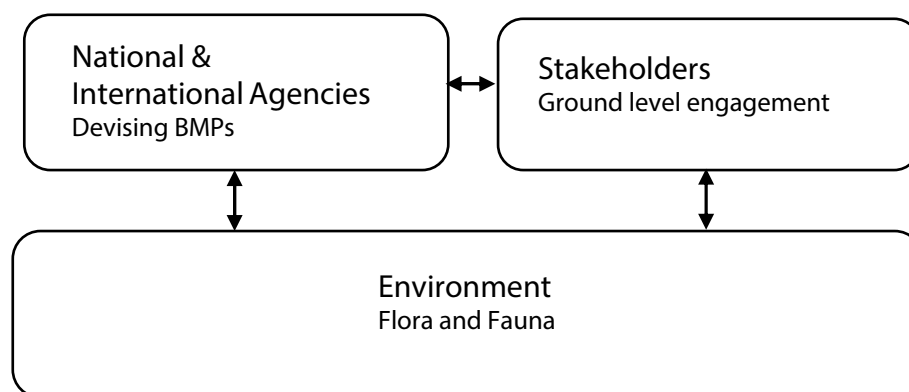 National &
International Agencies
Devising BMPs
Stakeholders
Ground level engagement
Environment
Flora and Fauna